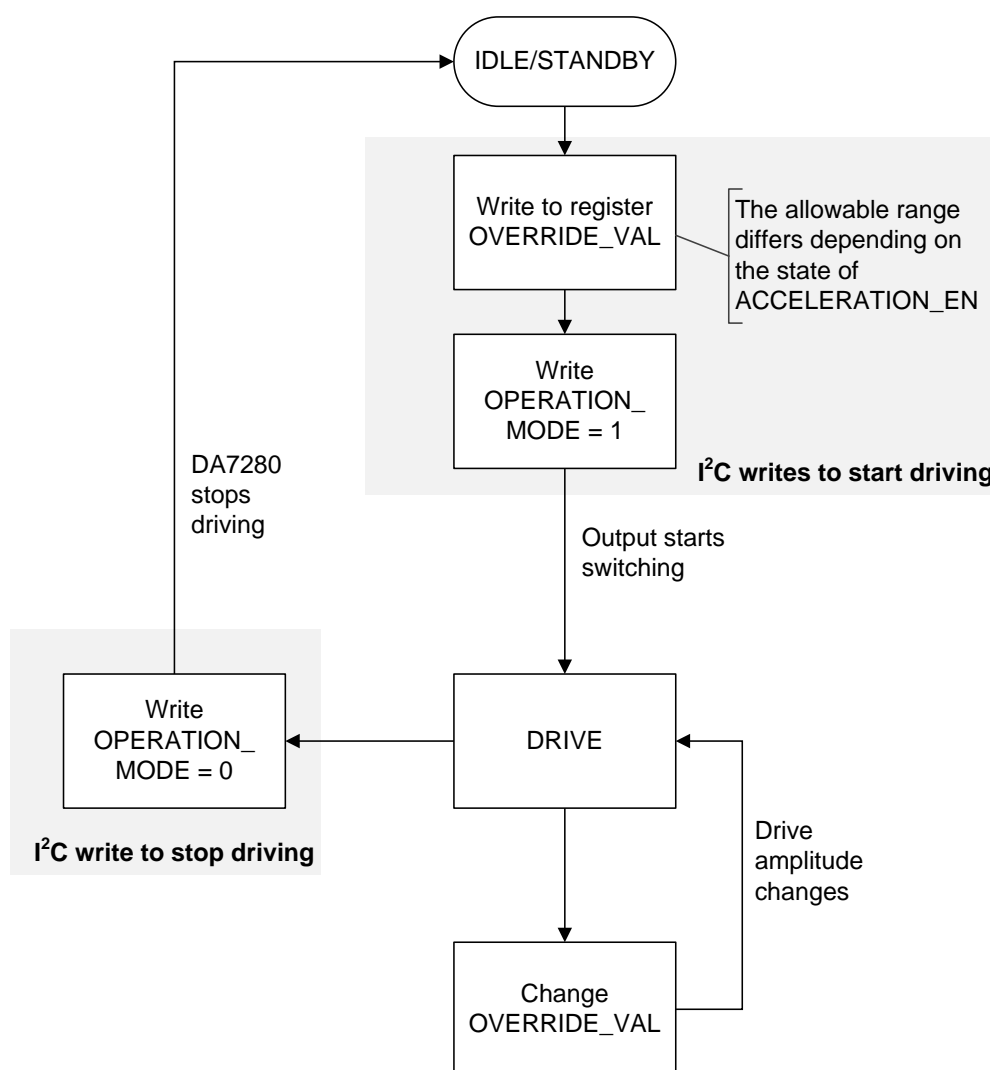 IDLE/STANDBY
Write to register
OVERRIDE_VAL
The allowable range
differs depending on
the state of
ACCELERATION_EN
Write
OPERATION_
MODE = 1
I²C writes to start driving
DA7280
stops
driving
Output starts
switching
Write
OPERATION_
MODE = 0
I²C write to stop driving
DRIVE
Drive
amplitude
changes
Change
OVERRIDE_VAL